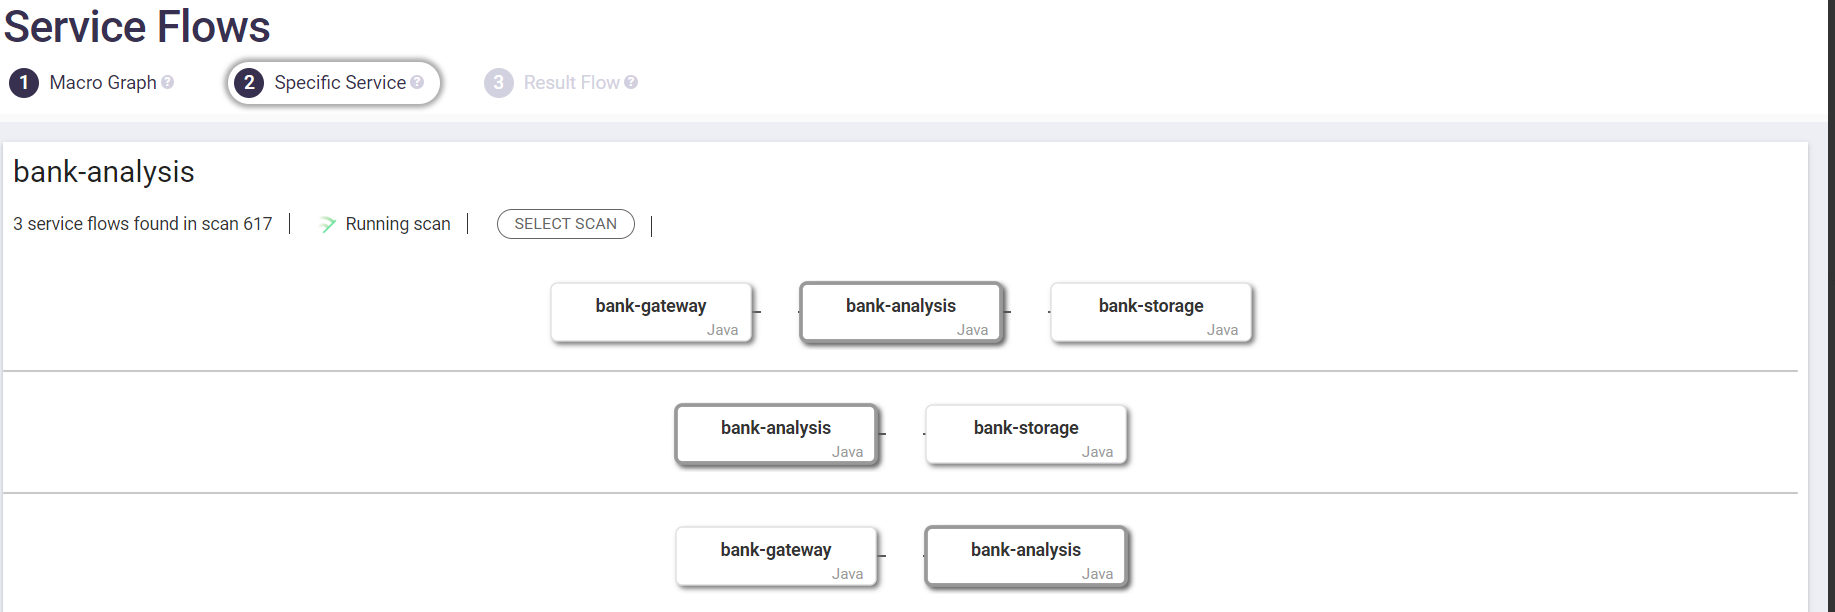 Service Flows
1 Macro Graph ? 2 Specific Service ? 3 Result Flow ?
bank-analysis
3 service flows found in scan 617 Running scan SELECT SCAN
bank-gateway bank-analysis bank-storage
Java Java Java
bank-analysis bank-storage
Java Java
bank-gateway bank-analysis
Java Java